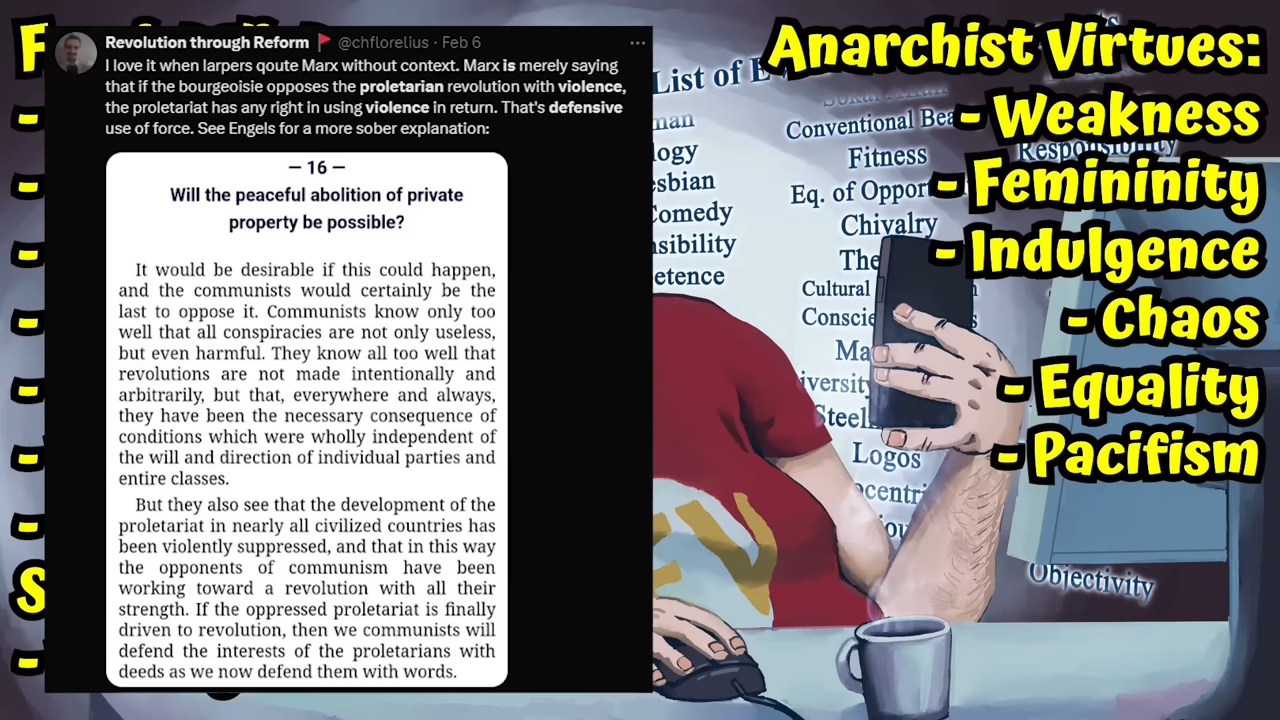 Revolution through Reform @chflorelius · Feb 6
I love it when larpers qoute Marx without context. Marx is merely saying
that if the bourgeoisie opposes the proletarian revolution with violence,
the proletariat has any right in using violence in return. That's defensive
use of force. See Engels for a more sober explanation:
— 16 —
Will the peaceful abolition of private
property be possible?
It would be desirable if this could happen,
and the communists would certainly be the
last to oppose it. Communists know only too
well that all conspiracies are not only useless,
but even harmful. They know all too well that
revolutions are not made intentionally and
arbitrarily, but that, everywhere and always,
they have been the necessary consequence of
conditions which were wholly independent of
the will and direction of individual parties and
entire classes.
But they also see that the development of the
proletariat in nearly all civilized countries has
been violently suppressed, and that in this way
the opponents of communism have been
working toward a revolution with all their
strength. If the oppressed proletariat is finally
driven to revolution, then we communists will
defend the interests of the proletarians with
deeds as we now defend them with words.
Anarchist Virtues:
- Weakness
- Femininity
- Indulgence
- Chaos
- Equality
- Pacifism
List of
Conventional
Fitness
Eq. of
Chivalry
Comedy
Cultural
Logos
Responsibility
Objectivity